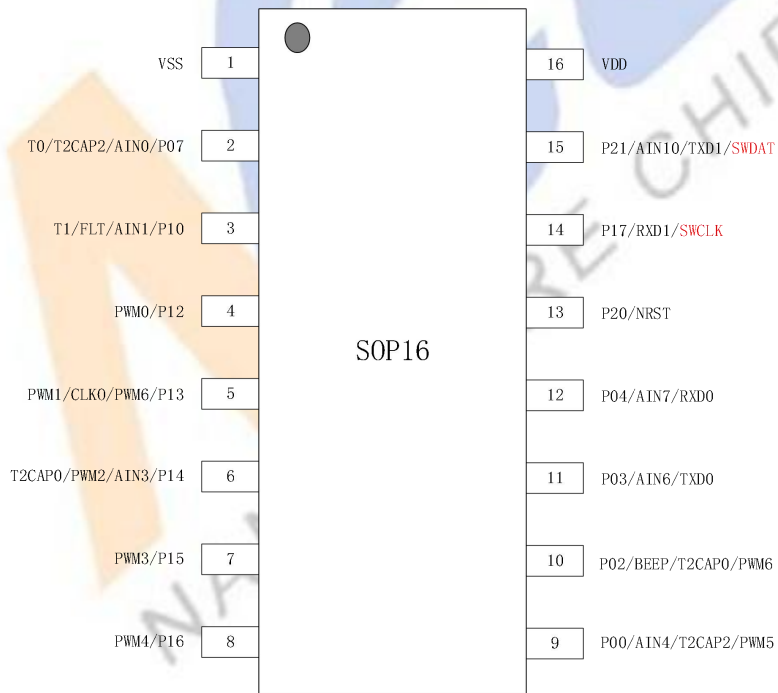 VSS 1 16 VDD
T0/T2CAP2/AIN0/P07 2 15 P21/AIN10/TXD1/SWDAT
T1/FLT/AIN1/P10 3 14 P17/RXD1/SWCLK
PWM0/P12 4 13 P20/NRST
SOP16
PWM1/CLKO/PWM6/P13 5 12 P04/AIN7/RXD0
T2CAP0/PWM2/AIN3/P14 6 11 P03/AIN6/TXD0
PWM3/P15 7 10 P02/BEEP/T2CAP0/PWM6
PWM4/P16 8 9 P00/AIN4/T2CAP2/PWM5